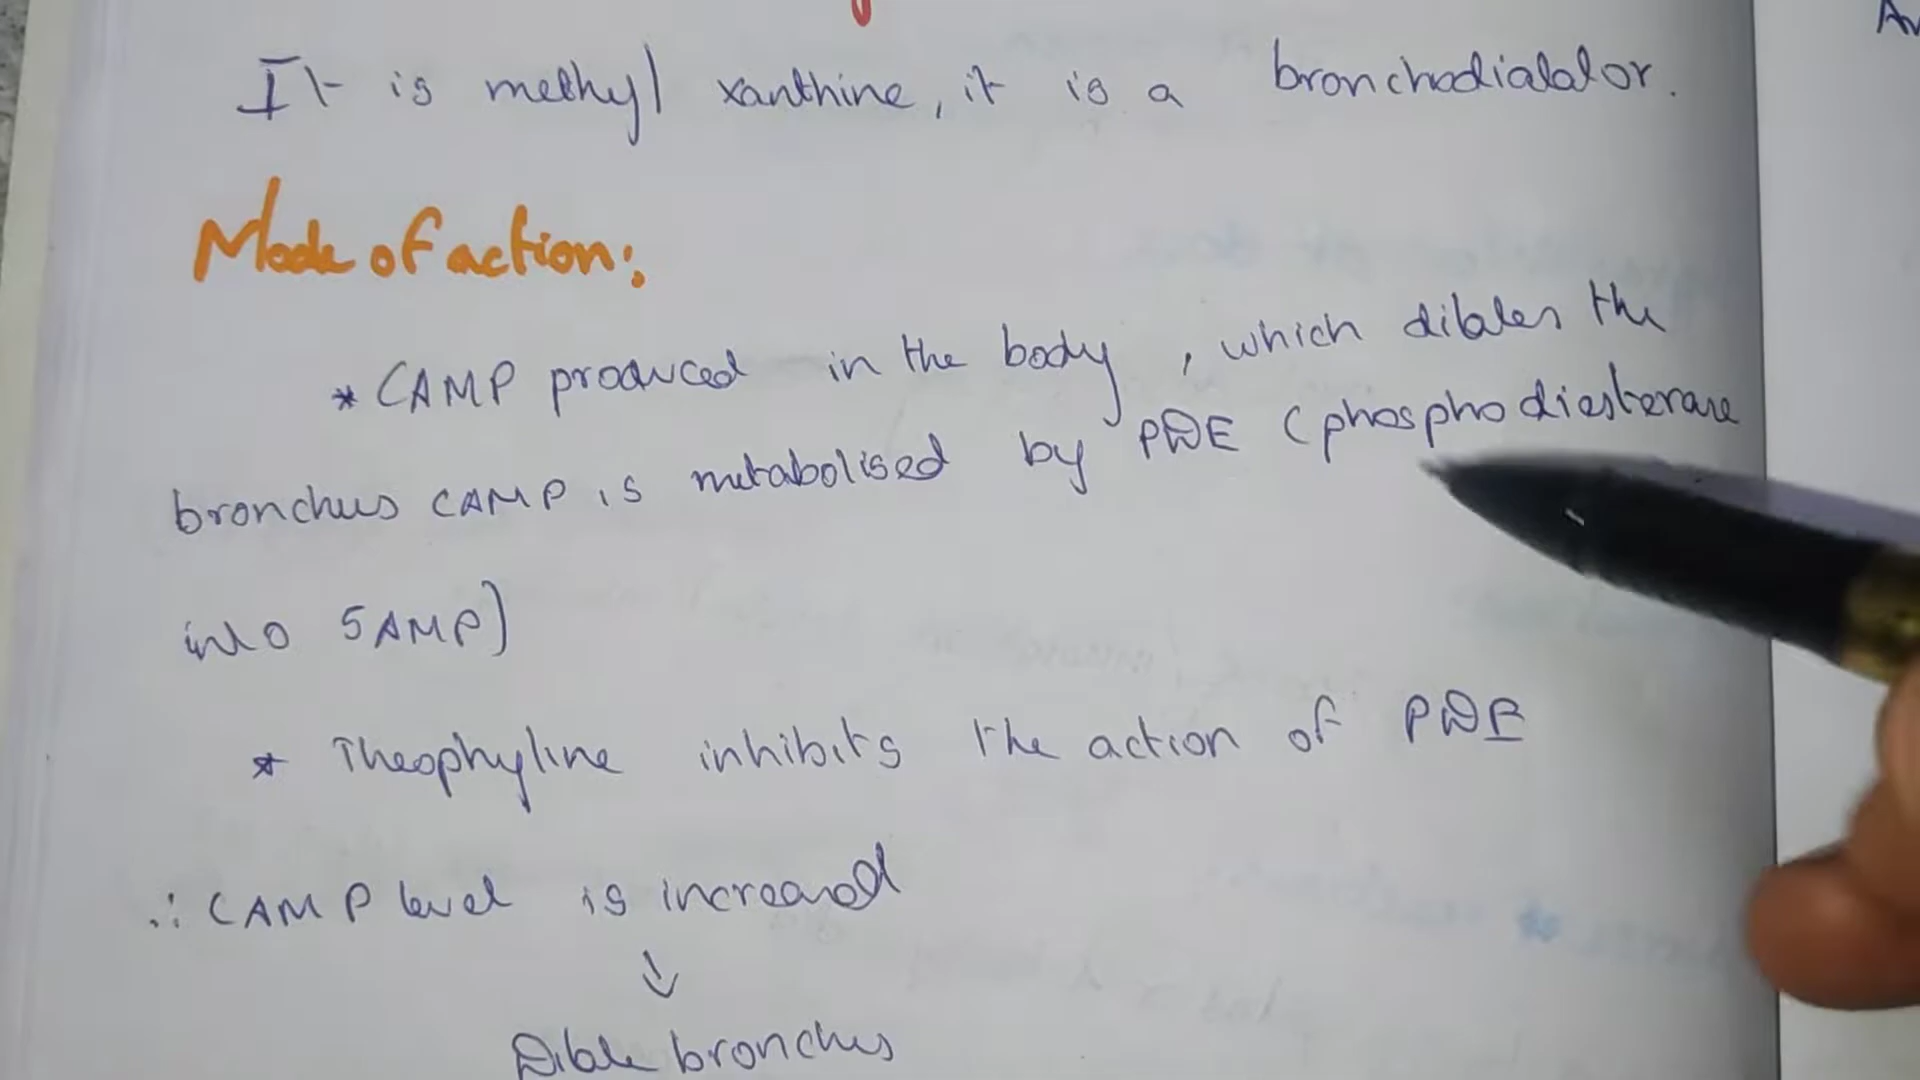 It is methyl xanthine, it is a bronchodialator.
Mode of action:
* CAMP produced in the body, which dilates the
bronchus CAMP is metabolised by PDE (phosphodiesterase
into 5AMP)
* Theophyline inhibits the action of PDE
∴ CAMP level is increased
↓
Dilate bronchus